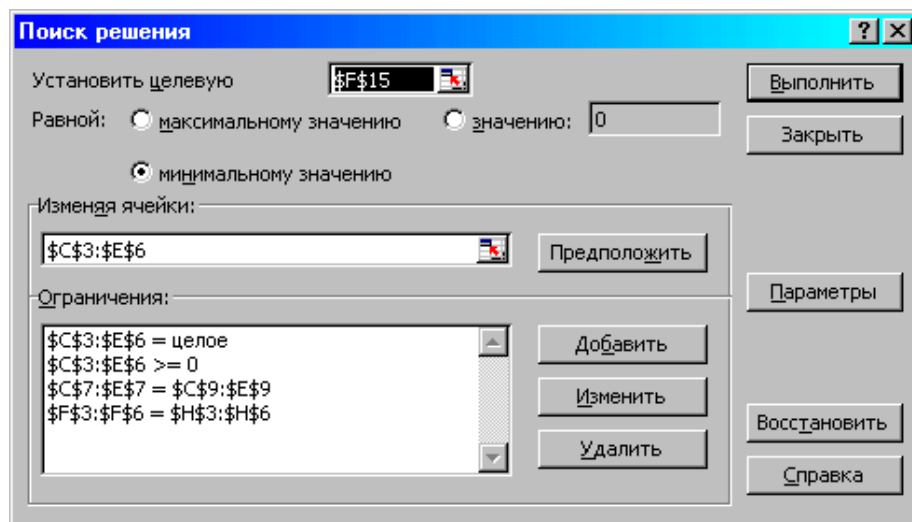 Поиск решения
Установить целевую $F$15 Выполнить
Равной: максимальному значению значению: 0 Закрыть
минимальному значению
Изменяя ячейки:
$C$3:$E$6 Предположить
Ограничения: Параметры
$C$3:$E$6 = целое Добавить
$C$3:$E$6 >= 0
$C$7:$E$7 = $C$9:$E$9 Изменить
$F$3:$F$6 = $H$3:$H$6
Восстановить
Удалить
Справка